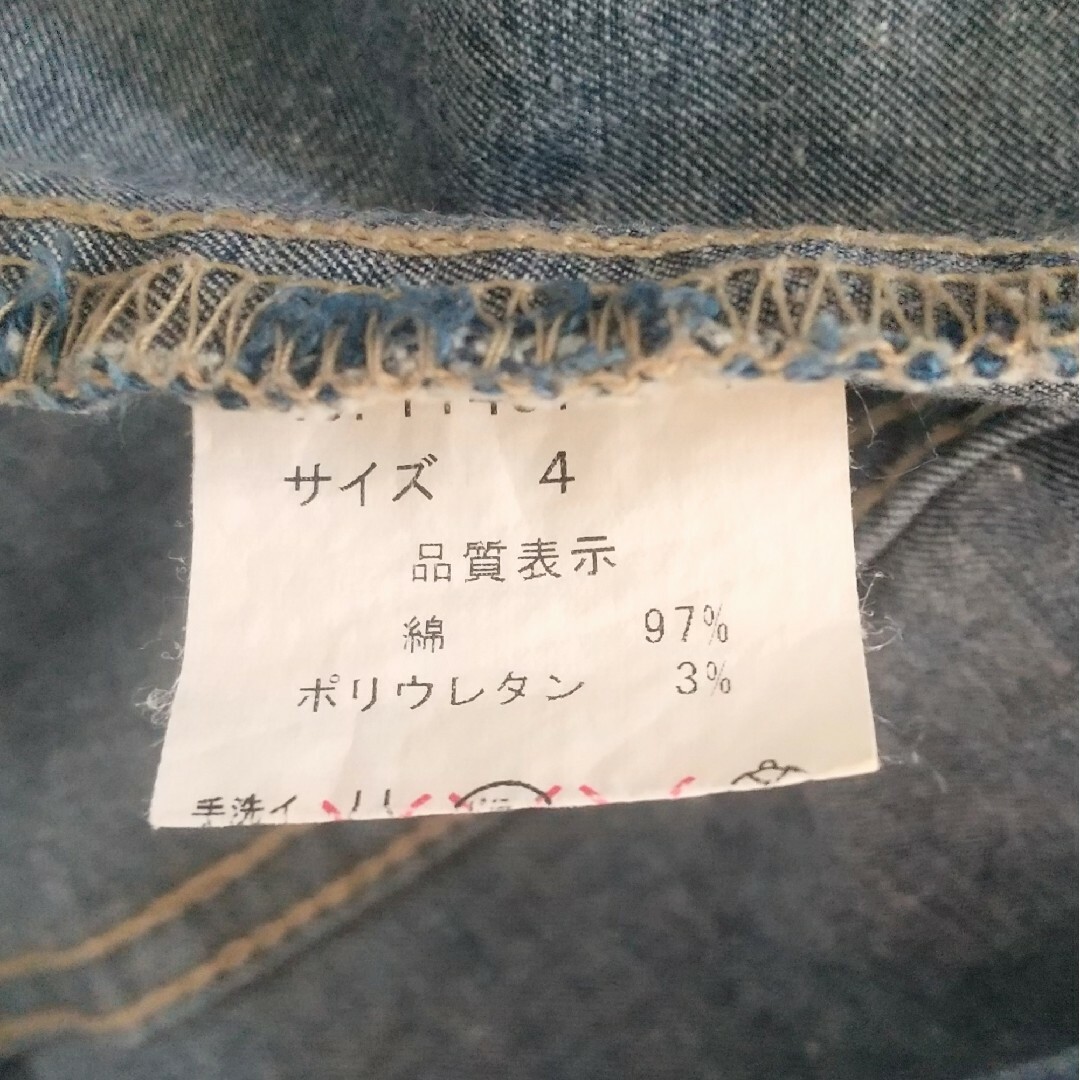 サイズ 4
品質表示
綿 97%
ポリウレタン 3%
手洗イ